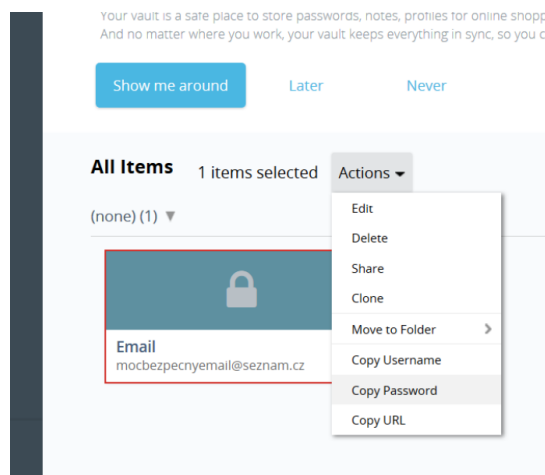 Your vault is a safe place to store passwords, notes, profiles for online shopp
And no matter where you work, your vault keeps everything in sync, so you c
Show me around
Later
Never
All Items
1 items selected
Actions
(none) (1)
Edit
Delete
Share
Clone
Move to Folder
Copy Username
Copy Password
Copy URL
Email
mocbezpecnyemail@seznam.cz